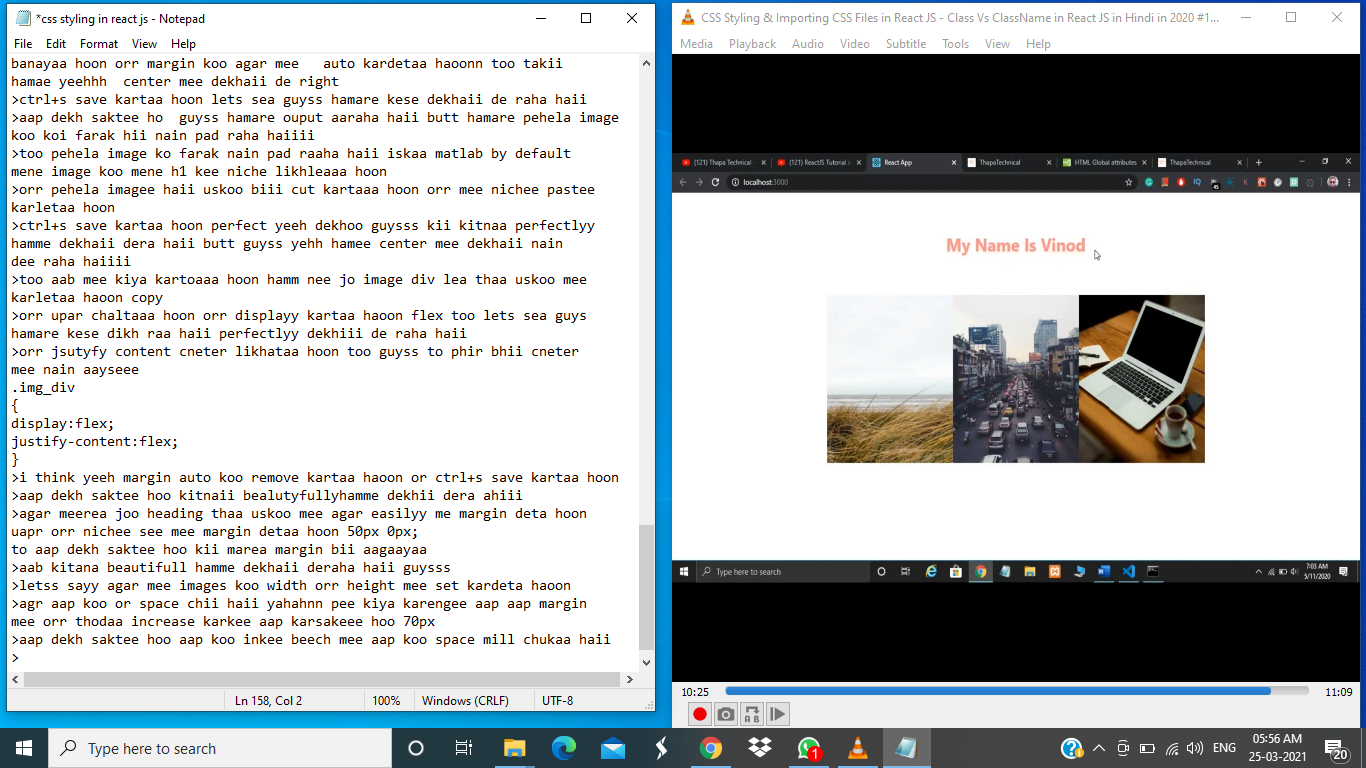 *css styling in react js - Notepad
File Edit Format View Help
banayaa hoon orr margin koo agar mee auto kardetaa haoonn too takii
hamae yeehhh center mee dekhaii de right
>ctrl+s save kartaa hoon lets sea guyss hamare kese dekhaii de raha haii
>aap dekh saktee ho guyss hamare ouput aaraha haii butt hamare pehela image
koo koi farak hii nain pad raha haiiii
>too pehela image ko farak nain pad raaha haii iskaa matlab by default
mene image koo mene h1 kee niche likhleaaa hoon
>orr pehela imagee haii uskoo biii cut kartaaa hoon orr mee nichee pastee
karletaa hoon
>ctrl+s save kartaa hoon perfect yeeh dekhoo guysss kii kitnaa perfectlyy
hamme dekhaii dera haii butt guyss yehh hamee center mee dekhaii nain
dee raha haiiii
>too aab mee kiya kartoaaa hoon hamm nee jo image div lea thaa uskoo mee
karletaa haoon copy
>orr upar chaltaaa hoon orr displayy kartaa haoon flex too lets sea guys
hamare kese dikh raa haii perfectlyy dekhiii de raha haii
>orr jsutyfy content cneter likhataa hoon too guyss to phir bhii cneter
mee nain aayseee
.img_div
{
display:flex;
justify-content:flex;
}
>i think yeeh margin auto koo remove kartaa haoon or ctrl+s save kartaa hoon
>aap dekh saktee hoo kitnaii bealutyfullyhamme dekhii dera ahiii
>agar meerea joo heading thaa uskoo mee agar easilyy me margin deta hoon
uapr orr nichee see mee margin detaa hoon 50px 0px;
to aap dekh saktee hoo kii marea margin bii aagaayaa
>aab kitana beautifull hamme dekhaii deraha haii guysss
>letss sayy agar mee images koo width orr height mee set kardeta haoon
>agr aap koo or space chii haii yahahnn pee kiya karengee aap aap margin
mee orr thodaa increase karkee aap karsakeee hoo 70px
>aap dekh saktee hoo aap koo inkee beech mee aap koo space mill chukaa haii
>
Ln 158, Col 2 100% Windows (CRLF) UTF-8
CSS Styling & Importing CSS Files in React JS - Class Vs ClassName in React JS in Hindi in 2020 #1...
Media Playback Audio Video Subtitle Tools View Help
(121) Thapa Technical (121) ReactJS Tutorial React App ThapaTechnical HTML Global attributes ThapaTechnical
localhost:3000
My Name Is Vinod
Type here to search
7:03 AM
5/11/2020
10:25 11:09
Type here to search
1
ENG
05:56 AM
25-03-2021
20